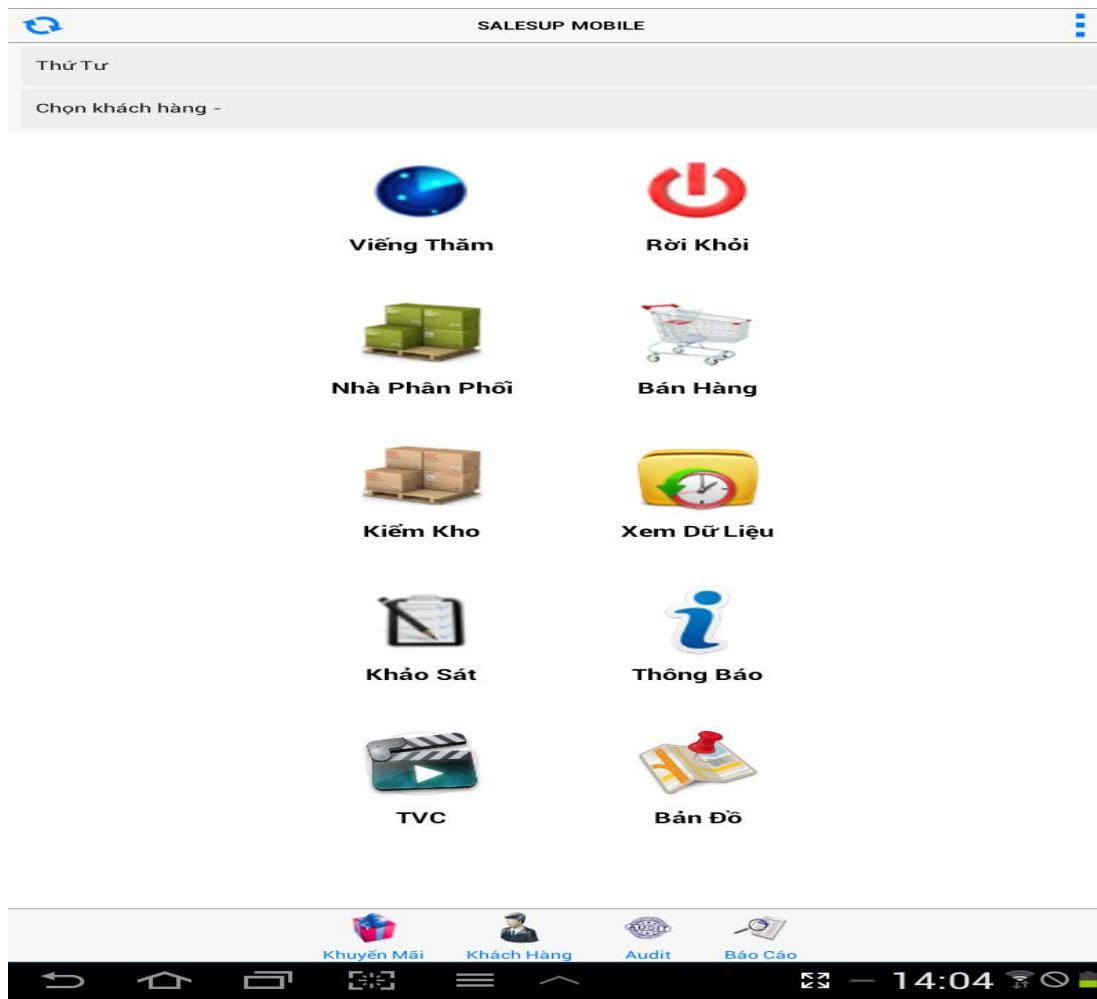 SALESUP MOBILE
Thứ Tư
Chọn khách hàng -
Viếng Thăm
Rời Khỏi
Nhà Phân Phối
Bán Hàng
Kiểm Kho
Xem Dữ Liệu
Khảo Sát
Thông Báo
TVC
Bản Đồ
AUDIT
Khuyến Mãi
Khách Hàng
Audit
Báo Cáo
14:04